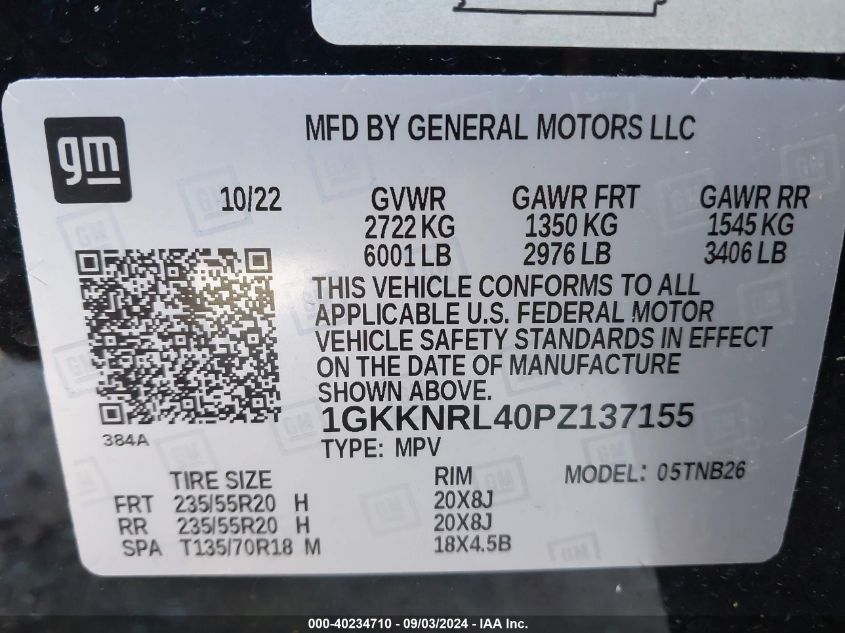 gm
MFD BY GENERAL MOTORS LLC
10/22 GVWR GAWR FRT GAWR RR
2722 KG 1350 KG 1545 KG
6001 LB 2976 LB 3406 LB
THIS VEHICLE CONFORMS TO ALL
APPLICABLE U.S. FEDERAL MOTOR
VEHICLE SAFETY STANDARDS IN EFFECT
ON THE DATE OF MANUFACTURE
SHOWN ABOVE.
1GKKNRL40PZ137155
384A
TYPE: MPV
TIRE SIZE RIM MODEL: 05TNB26
FRT 235/55R20 H 20X8J
RR 235/55R20 H 20X8J
SPA T135/70R18 M 18X4.5B
000-40234710 - 09/03/2024 - IAA Inc.